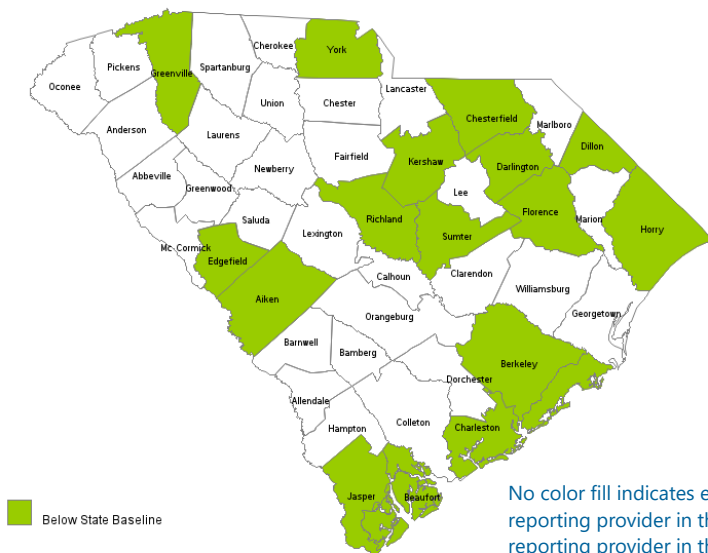 Cherokee
York
Pickens
Greenville
Spartanburg
Oconee
Lancaster
Union
Chester
Chesterfield
Marlboro
Anderson
Laurens
Dillon
Fairfield
Kershaw
Darlington
Abbeville
Newberry
Greenwood
Lee
Saluda
Richland
Florence
Marion
Horry
Lexington
Sumter
Mc Cormick
Edgefield
Calhoun
Clarendon
Aiken
Williamsburg
Orangeburg
Georgetown
Barnwell
Bamberg
Berkeley
Dorchester
Allendale
Colleton
Charleston
Hampton
Jasper
Beaufort
No color fill indicates
reporting provider in
reporting provider in
Below State Baseline